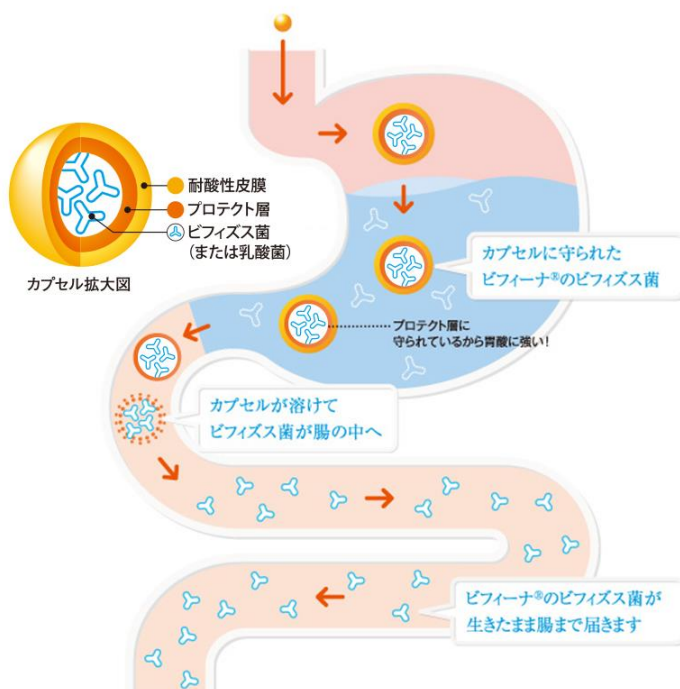 耐酸性皮膜
プロテクト層
ビフィズス菌
(または乳酸菌)
カプセル拡大図
カプセルに守られた
ビフィーナ®のビフィズス菌
プロテクト層に
守られているから胃酸に強い!
カプセルが溶けて
ビフィズス菌が腸の中へ
ビフィーナ®のビフィズス菌が
生きたまま腸まで届きます